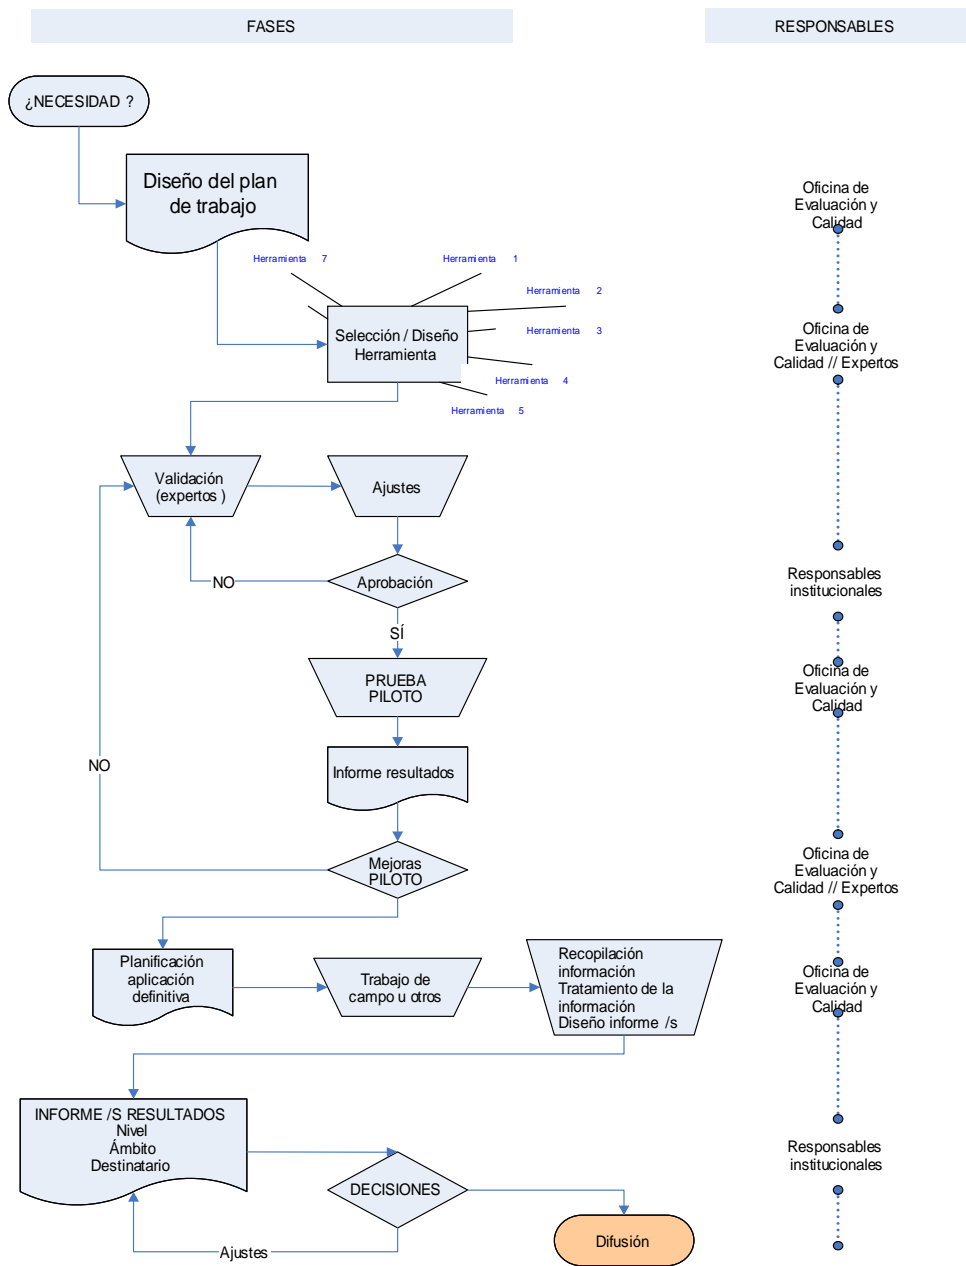 FASES
RESPONSABLES
¿NECESIDAD ?
Diseño del plan
de trabajo
Oficina de
Evaluación y
Calidad
Herramienta 7
Herramienta 1
Herramienta 2
Herramienta 3
Herramienta 4
Herramienta 5
Selección / Diseño
Herramienta
Oficina de
Evaluación y
Calidad // Expertos
Validación
(expertos )
Ajustes
Aprobación
NO
SÍ
Responsables
institucionales
PRUEBA
PILOTO
Oficina de
Evaluación y
Calidad
Informe resultados
NO
Mejoras
PILOTO
Oficina de
Evaluación y
Calidad // Expertos
Planificación
aplicación
definitiva
Trabajo de
campo u otros
Recopilación
información
Tratamiento de la
información
Diseño informe /s
Oficina de
Evaluación y
Calidad
INFORME /S RESULTADOS
Nivel
Ámbito
Destinatario
DECISIONES
Responsables
institucionales
Ajustes
Difusión